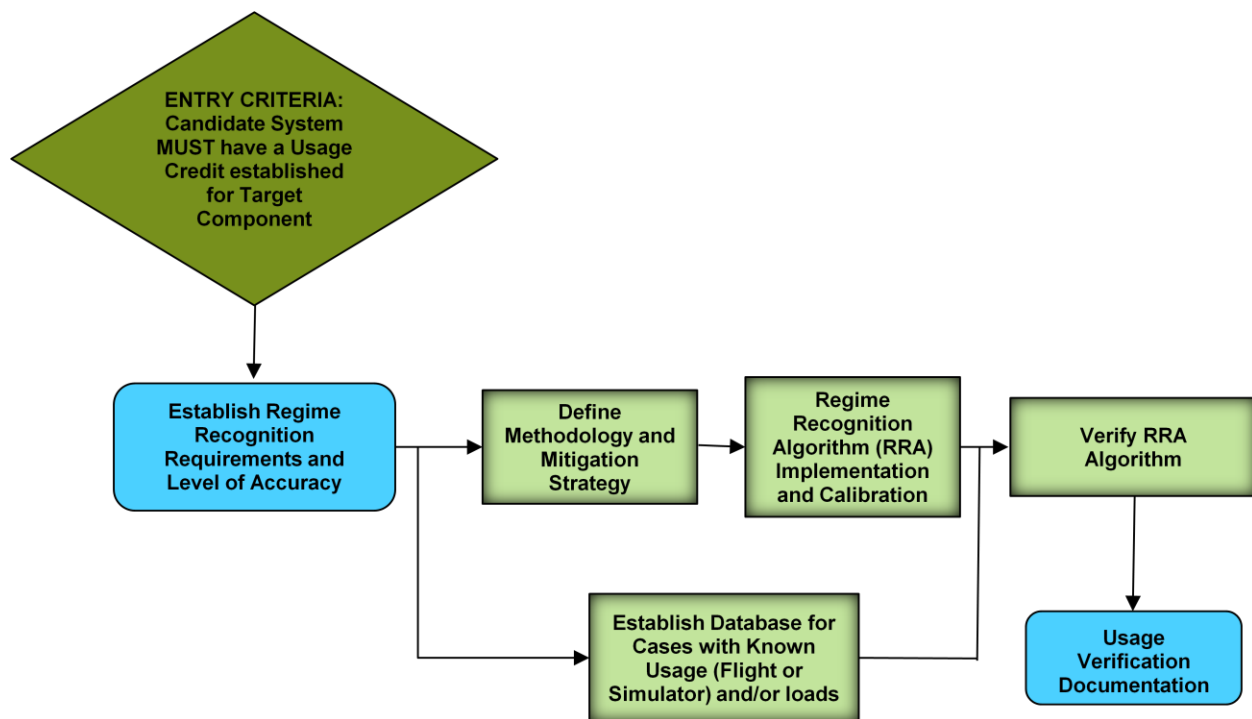 ENTRY CRITERIA:
Candidate System
MUST have a Usage
Credit established
for Target
Component
Establish Regime
Recognition
Requirements and
Level of Accuracy
Define
Methodology and
Mitigation
Strategy
Regime
Recognition
Algorithm (RRA)
Implementation
and Calibration
Verify RRA
Algorithm
Establish Database for
Cases with Known
Usage (Flight or
Simulator) and/or loads
Usage
Verification
Documentation